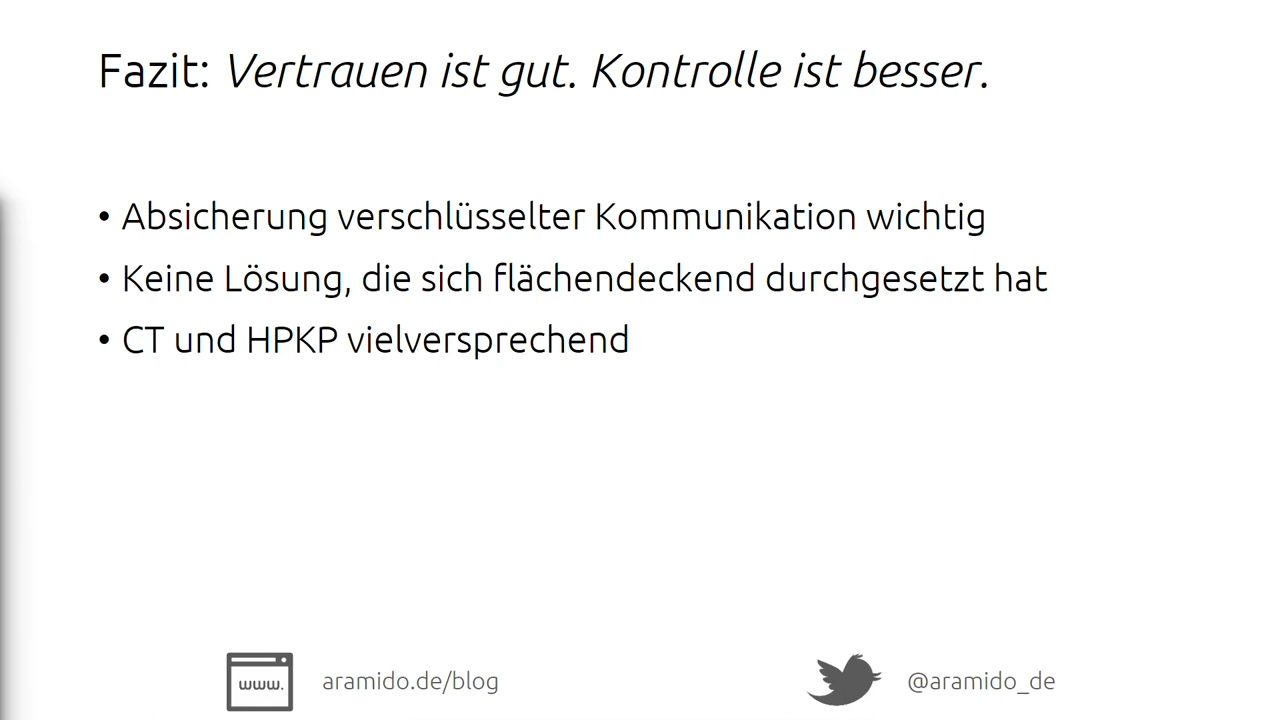 Fazit: Vertrauen ist gut. Kontrolle ist besser.
• Absicherung verschlüsselter Kommunikation wichtig
• Keine Lösung, die sich flächendeckend durchgesetzt hat
• CT und HPKP vielversprechend
www. aramido.de/blog @aramido_de